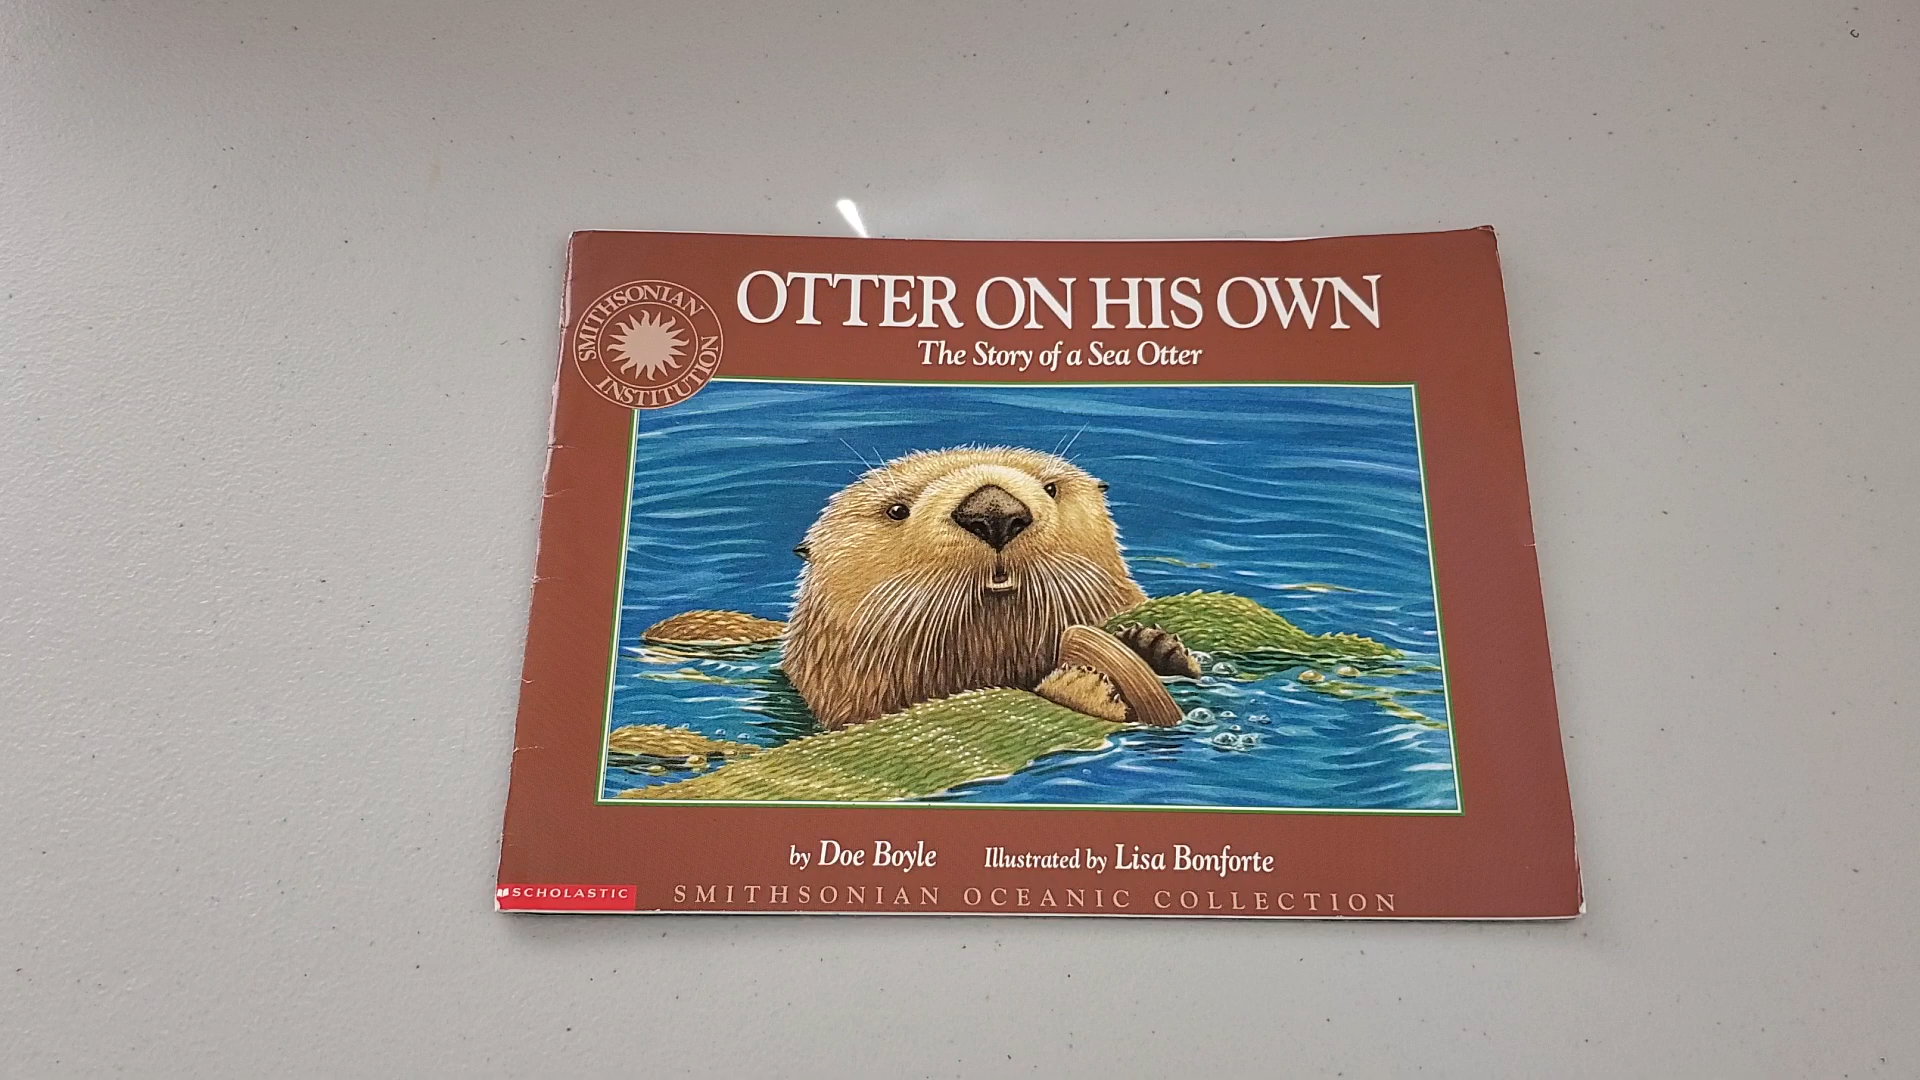 OTTER ON HIS OWN
The Story of a Sea Otter
SMITHSONIAN
INSTITUTION
by Doe Boyle Illustrated by Lisa Bonforte
SCHOLASTIC
SMITHSONIAN OCEANIC COLLECTION